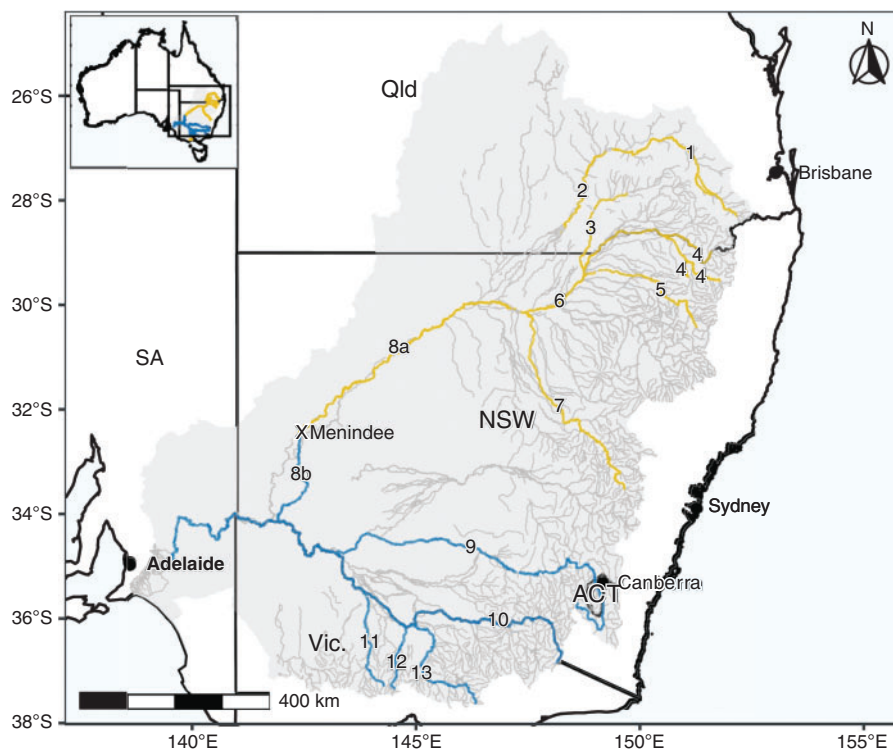 N
26°S
Qld
1
Brisbane
28°S
2
3
4
4
4
30°S
5
6
8a
SA
32°S
7
NSW
XMenindee
8b
34°S
Sydney
9
Adelaide
Canberra
ACT
36°S
10
Vic.
11
12
13
400 km
38°S
140°E
145°E
150°E
155°E